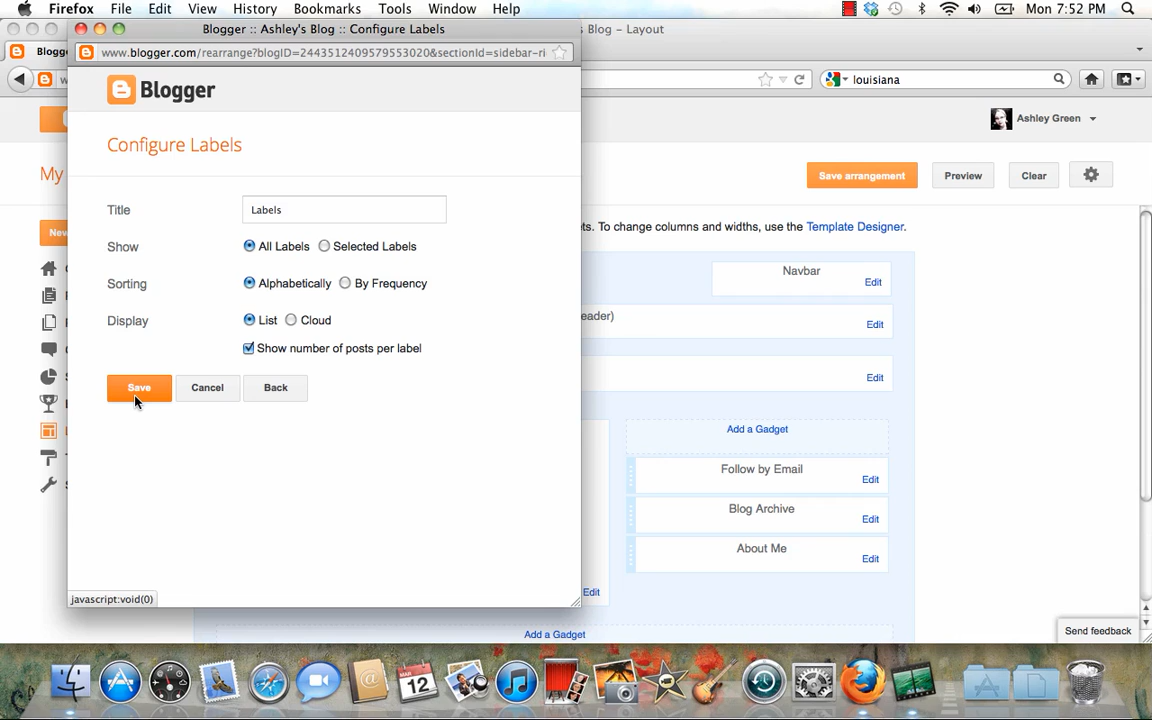 Firefox File Edit View History Bookmarks Tools Window Help Mon 7:52 PM
Blogger :: Ashley's Blog :: Configure Labels
s Blog – Layout
Blogg
www.blogger.com/rearrange?blogID=2443512409579553020&sectionId=sidebar-ri
w
louisiana
Blogger
Ashley Green
Configure Labels
My
Save arrangement
Preview
Clear
Title
Labels
New
ets. To change columns and widths, use the Template Designer.
Show
All Labels
Selected Labels
Navbar
Edit
Sorting
Alphabetically
By Frequency
Display
List
Cloud
eader)
Edit
Show number of posts per label
Edit
Save
Cancel
Back
Add a Gadget
Follow by Email
Edit
Blog Archive
Edit
About Me
Edit
javascript:void(0)
Edit
Add a Gadget
Send feedback
MAR
12